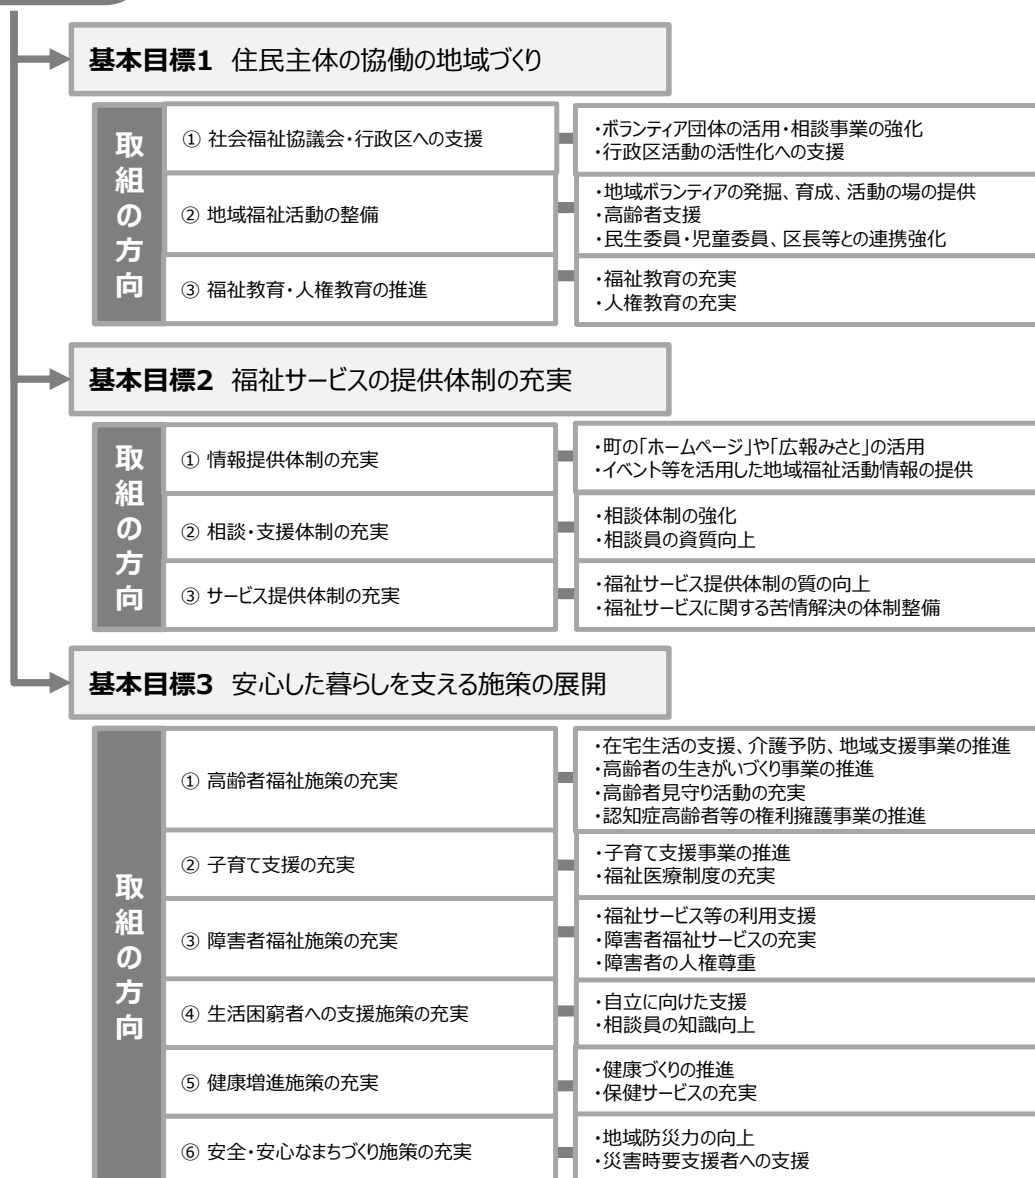 基本目標1 住民主体の協働の地域づくり
取組の方向
① 社会福祉協議会・行政区への支援
・ボランティア団体の活用・相談事業の強化
・行政区活動の活性化への支援
② 地域福祉活動の整備
・地域ボランティアの発掘、育成、活動の場の提供
・高齢者支援
・民生委員・児童委員、区長等との連携強化
③ 福祉教育・人権教育の推進
・福祉教育の充実
・人権教育の充実
基本目標2 福祉サービスの提供体制の充実
取組の方向
① 情報提供体制の充実
・町の「ホームページ」や「広報みさと」の活用
・イベント等を活用した地域福祉活動情報の提供
② 相談・支援体制の充実
・相談体制の強化
・相談員の資質向上
③ サービス提供体制の充実
・福祉サービス提供体制の質の向上
・福祉サービスに関する苦情解決の体制整備
基本目標3 安心した暮らしを支える施策の展開
取組の方向
① 高齢者福祉施策の充実
・在宅生活の支援、介護予防、地域支援事業の推進
・高齢者の生きがいづくり事業の推進
・高齢者見守り活動の充実
・認知症高齢者等の権利擁護事業の推進
② 子育て支援の充実
・子育て支援事業の推進
・福祉医療制度の充実
③ 障害者福祉施策の充実
・福祉サービス等の利用支援
・障害者福祉サービスの充実
・障害者の人権尊重
④ 生活困窮者への支援施策の充実
・自立に向けた支援
・相談員の知識向上
⑤ 健康増進施策の充実
・健康づくりの推進
・保健サービスの充実
⑥ 安全・安心なまちづくり施策の充実
・地域防災力の向上
・災害時要支援者への支援